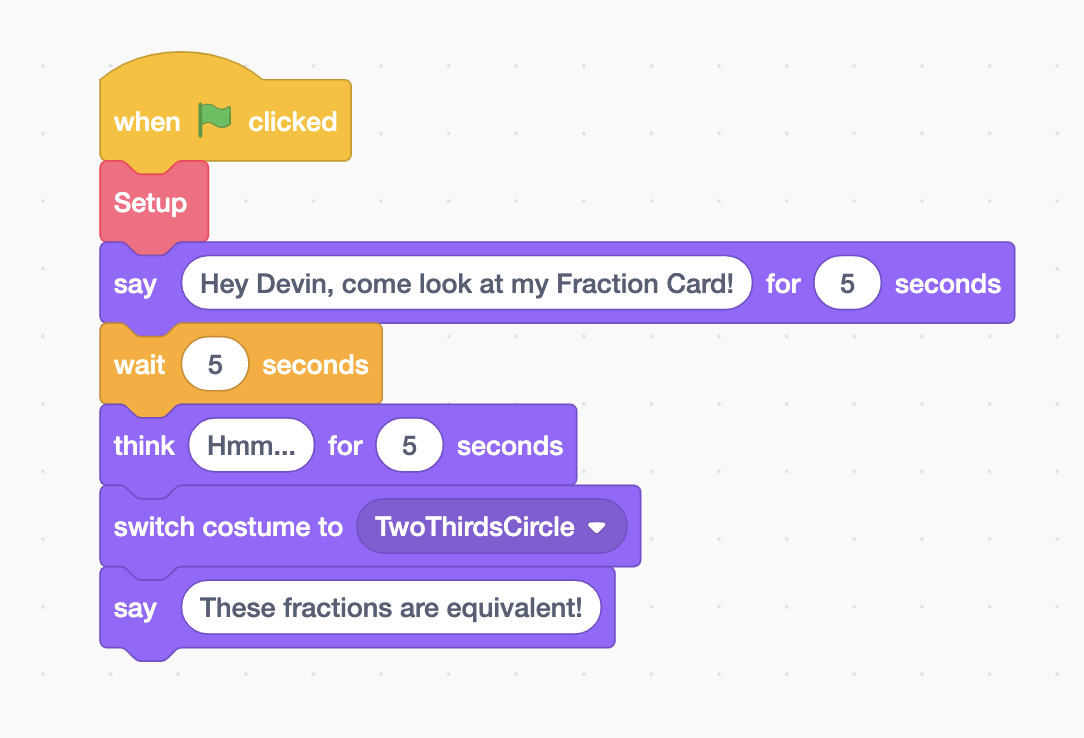 when clicked
Setup
say Hey Devin, come look at my Fraction Card! for 5 seconds
wait 5 seconds
think Hmm... for 5 seconds
switch costume to TwoThirdsCircle
say These fractions are equivalent!